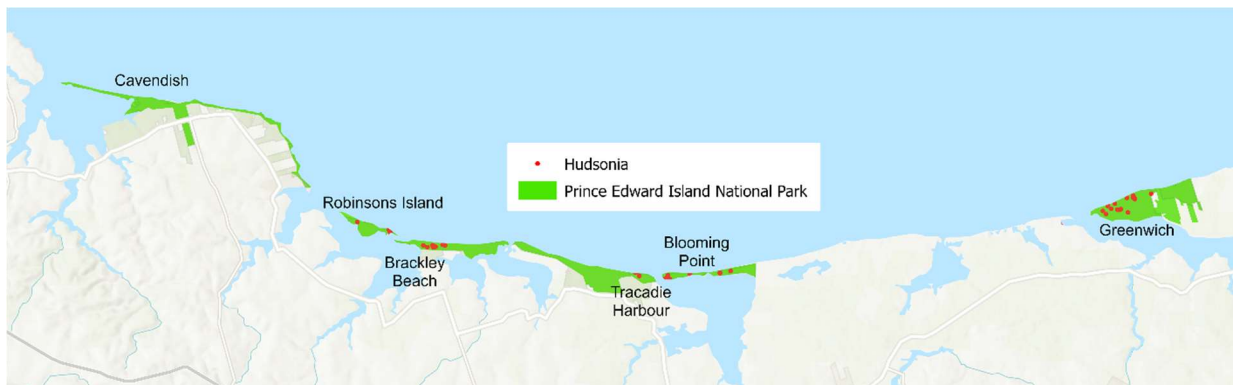 Cavendish
Robinsons Island
Brackley
Beach
Hudsonia
Prince Edward Island National Park
Blooming
Point
Tracadie
Harbour
Greenwich